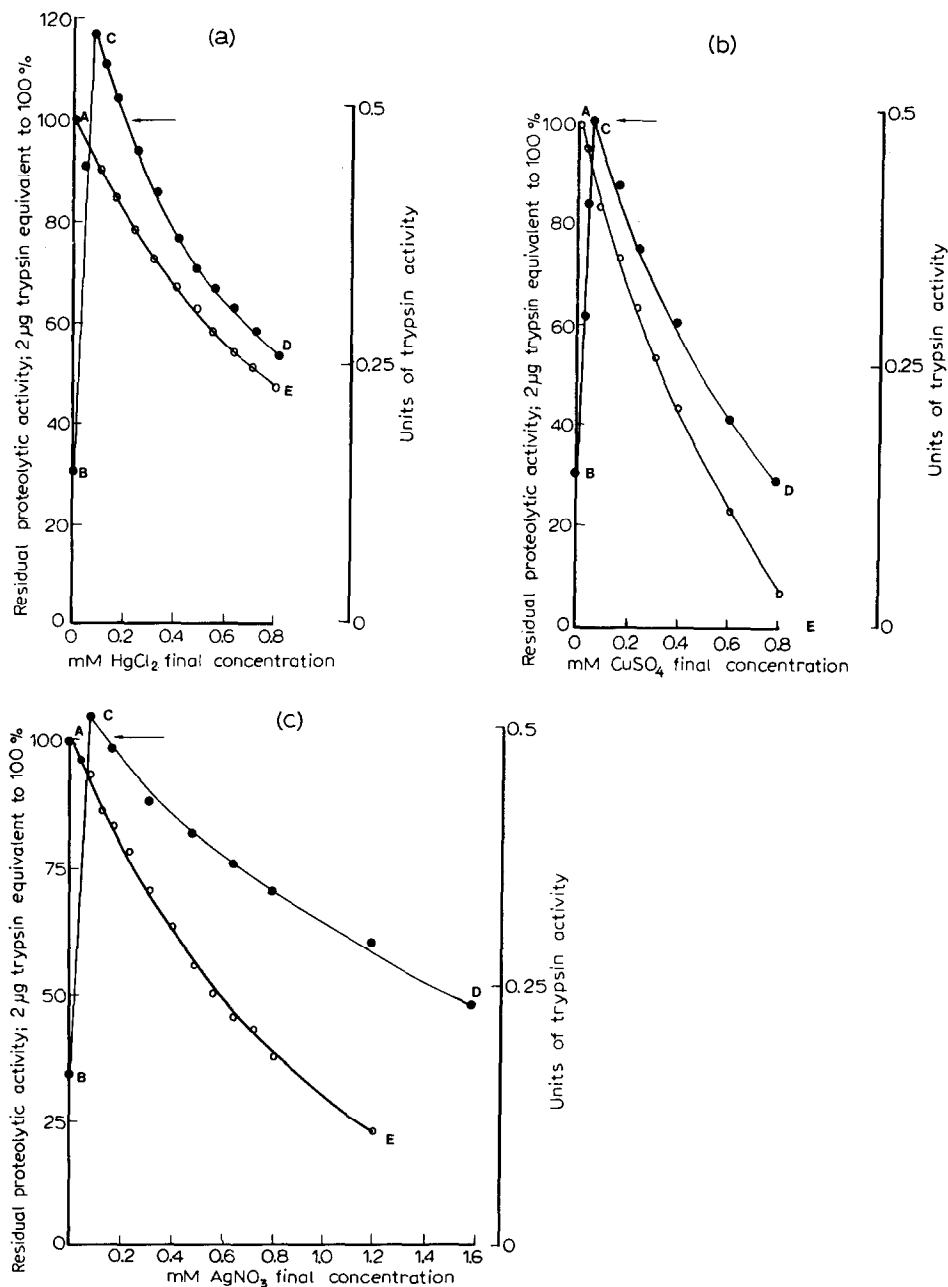 (a)
Residual proteolytic activity; 2 µg trypsin equivalent to 100 %
120
100
80
60
40
20
0
A
B
C
D
E
0 0.2 0.4 0.6 0.8
mM HgCl₂ final concentration
0.5
0.25
0
Units of trypsin activity
(b)
Residual proteolytic activity; 2 µg trypsin equivalent to 100 %
100
80
60
40
20
0
A
B
C
D
E
0 0.2 0.4 0.6 0.8
mM CuSO₄ final concentration
0.5
0.25
0
Units of trypsin activity
(c)
Residual proteolytic activity; 2 µg trypsin equivalent to 100 %
100
75
50
25
0
A
B
C
D
E
0.2 0.4 0.6 0.8 1.0 1.2 1.4 1.6
mM AgNO₃ final concentration
0.5
0.25
0
Units of trypsin activity